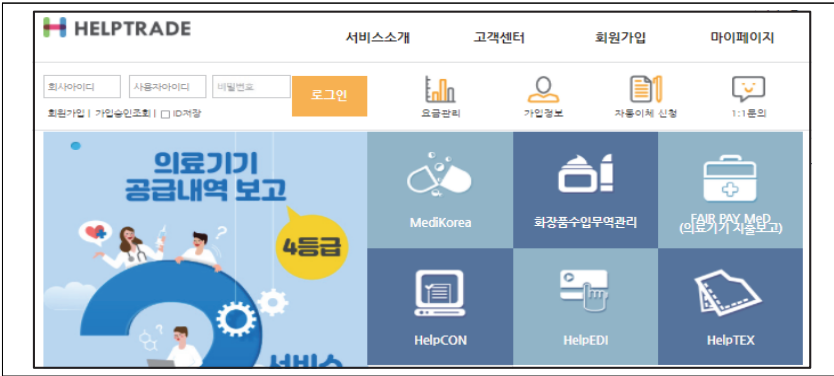 HELPTRADE
서비스소개 고객센터 회원가입 마이페이지
회사아이디 사용자아이디 비밀번호 로그인
회원가입 | 가입승인조회 | ID저장
요금관리 가입정보 자동이체 신청 1:1문의
의료기기
공급내역 보고
4등급
서비스
MediKorea 화장품수입무역관리 FAIR PAY MeD
(의료기기 지출보고)
HelpCON HelpEDI HelpTEX